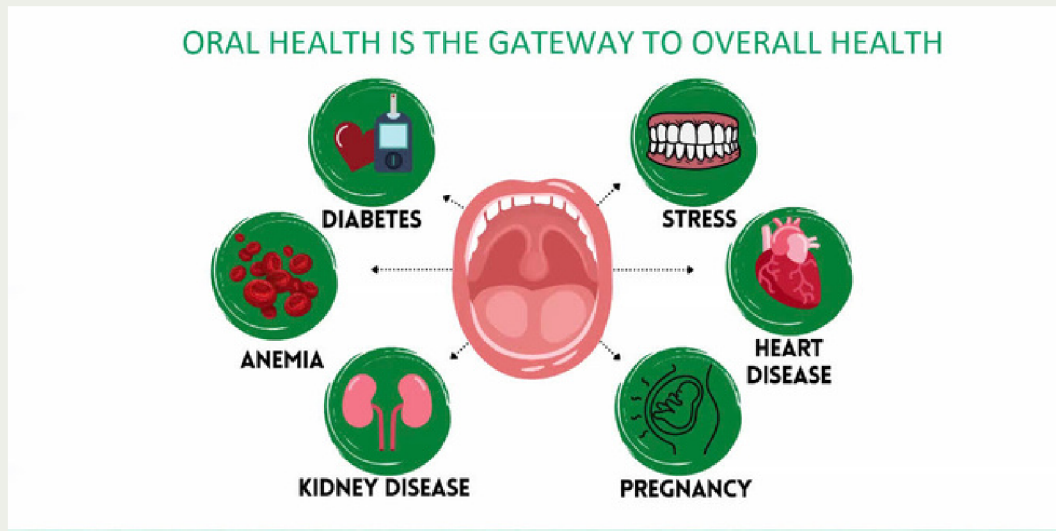 ORAL HEALTH IS THE GATEWAY TO OVERALL HEALTH
DIABETES
STRESS
ANEMIA
HEART
DISEASE
KIDNEY DISEASE
PREGNANCY